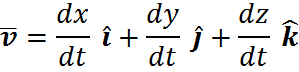 v̅ = dx/dt î + dy/dt ĵ + dz/dt k̂